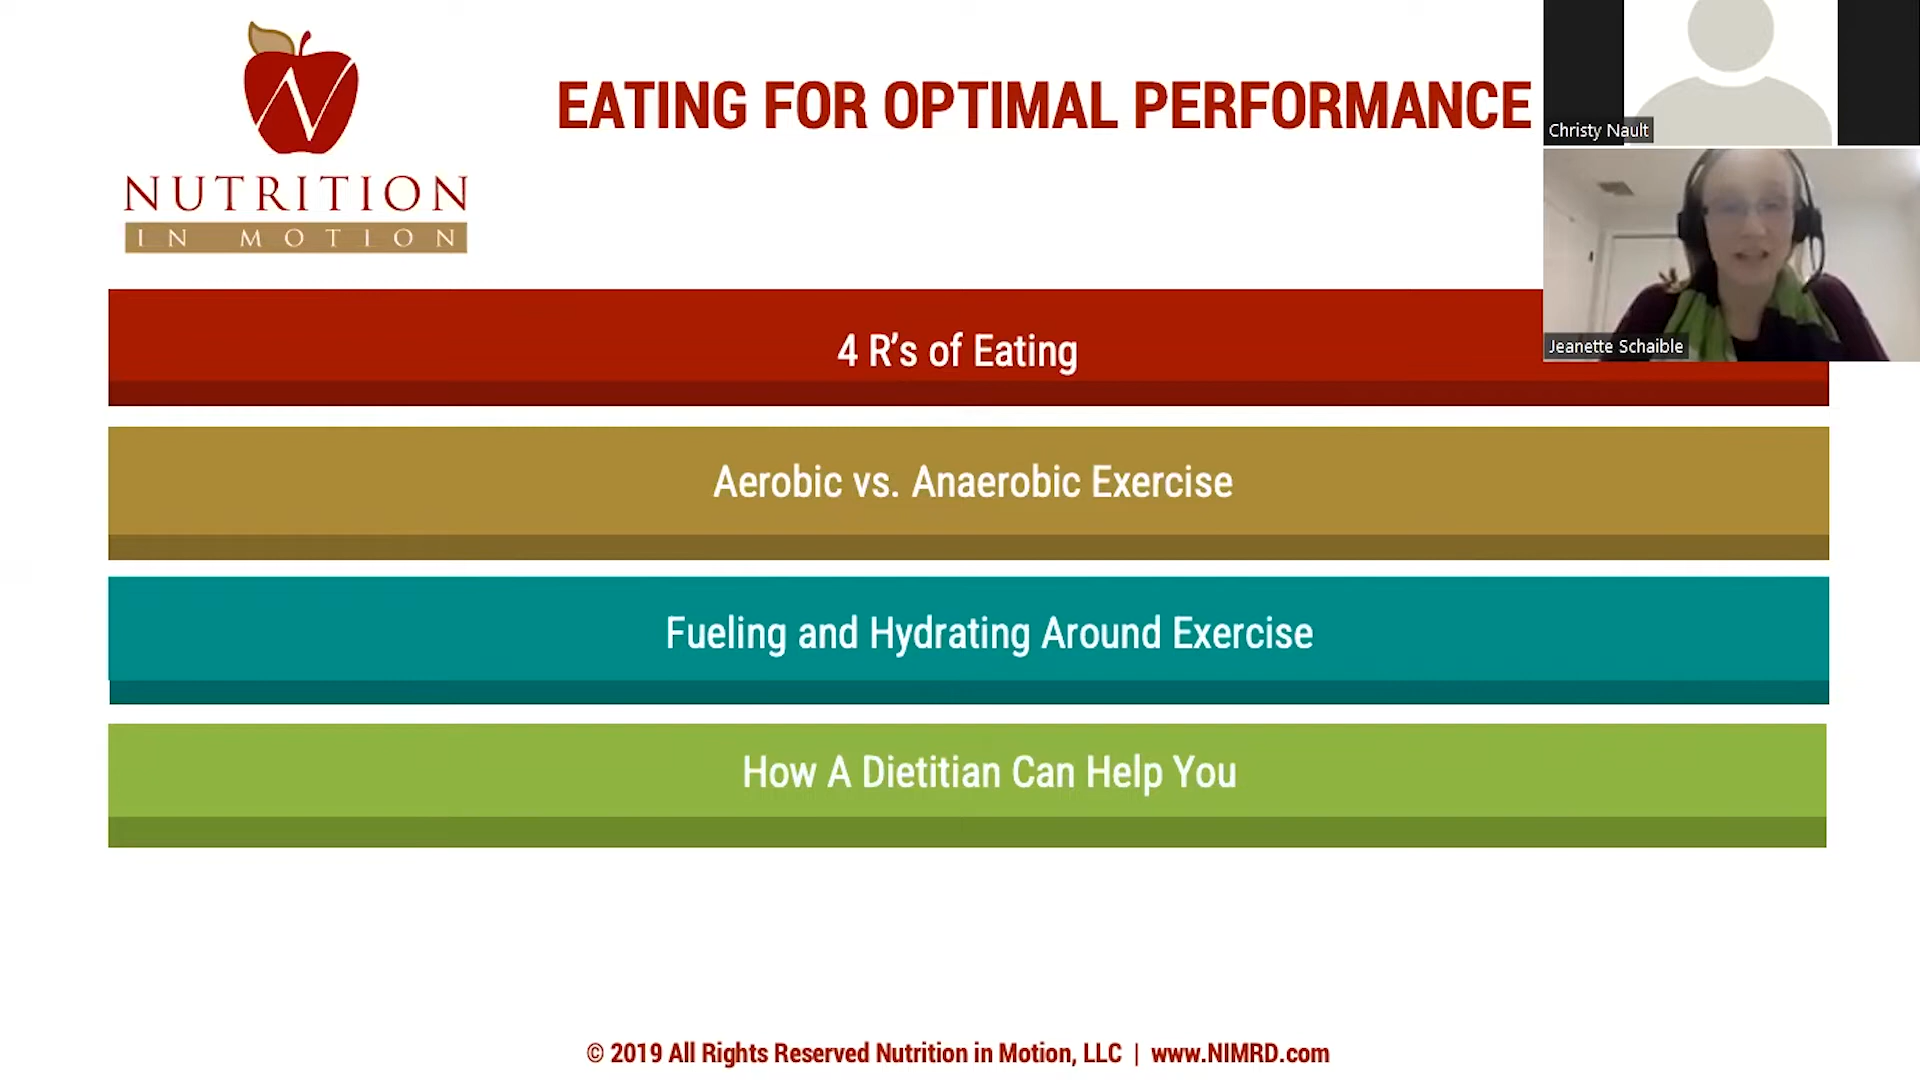 NUTRITION
IN MOTION
EATING FOR OPTIMAL PERFORMANCE
Christy Nault
Jeanette Schaible
4 R’s of Eating
Aerobic vs. Anaerobic Exercise
Fueling and Hydrating Around Exercise
How A Dietitian Can Help You
© 2019 All Rights Reserved Nutrition in Motion, LLC | www.NIMRD.com